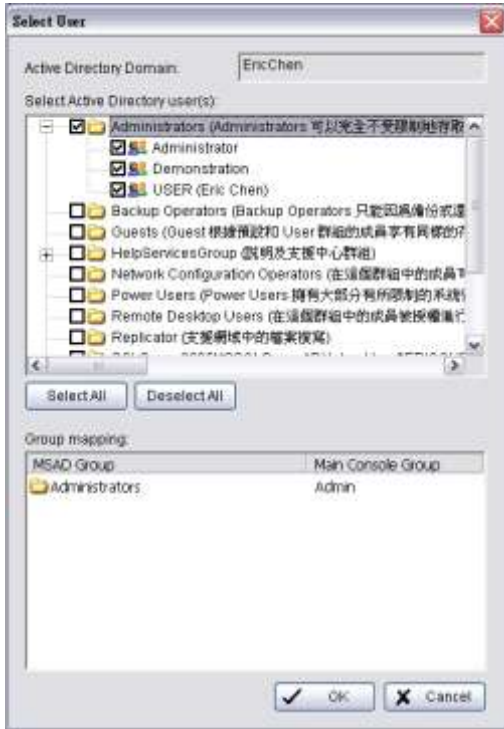 Select User
Active Directory Domain: EricChen
Select Active Directory user(s):
Administrators (Administrators 可以完全不受限制地存取
Administrator
Demonstration
USER (Eric Chen)
Backup Operators (Backup Operators 只能因為備份或還
Guests (Guest 根據預設和 User 群組的成員享有同樣的存
HelpServicesGroup (說明及支援中心群組)
Network Configuration Operators (在這個群組中的成員可
Power Users (Power Users 擁有大部分有所限制的系統
Remote Desktop Users (在這個群組中的成員被授權進行
Replicator (支援網域中的檔案複寫)
Select All Deselect All
Group mapping:
MSAD Group Main Console Group
Administrators Admin
OK Cancel